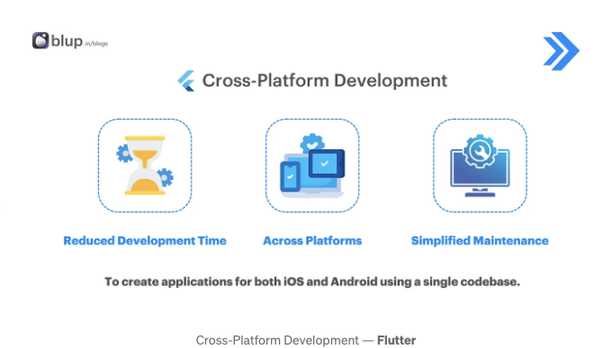 blup.in/blogs
Cross-Platform Development
Reduced Development Time
Across Platforms
Simplified Maintenance
To create applications for both iOS and Android using a single codebase.
Cross-Platform Development — Flutter